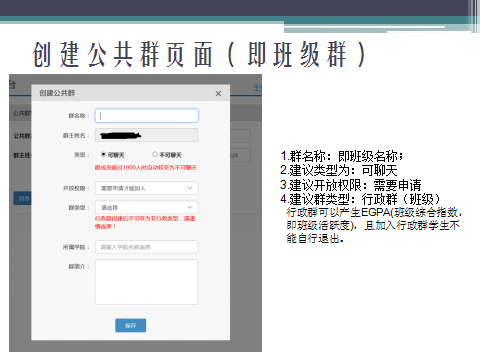 创建公共群页面（即班级群）
台
创建公共群
群名称：
群主姓名：
类型：
可聊天
不可聊天
群成员超过1000人时自动转变为不可聊天
开放权限：
需要申请才能加入
群类型：
请选择
行政群创建后不可改为非行政类型，请谨
慎选择！
所属学院：
请输入学院名称选择
群简介：
保存
1.群名称：即班级名称；
2.建议类型为：可聊天
3.建议开放权限：需要申请
4.建议群类型：行政群（班级）
行政群可以产生EGPA(班级综合指数，
即班级活跃度)，且加入行政群学生不
能自行退出。